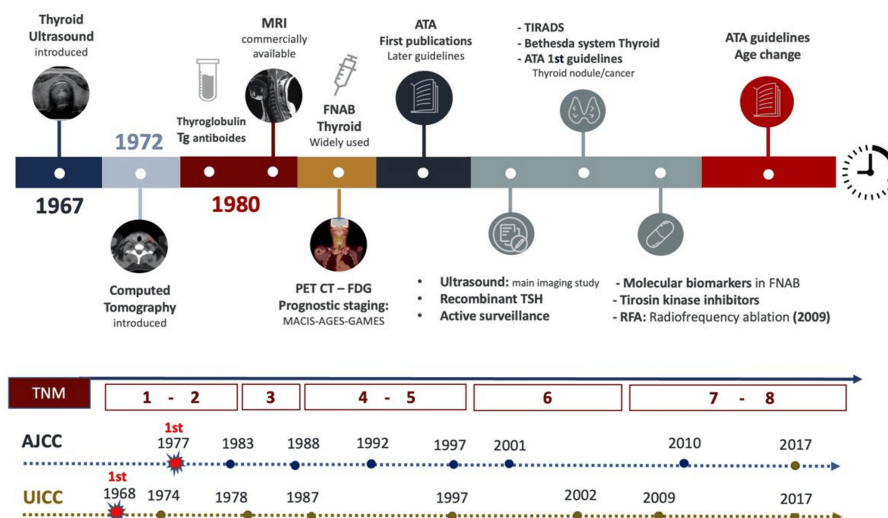 Thyroid
Ultrasound
introduced
MRI
commercially
available
ATA
First publications
Later guidelines
- TIRADS
- Bethesda system Thyroid
- ATA 1st guidelines
Thyroid nodule/cancer
ATA guidelines
Age change
1972
Thyroglobulin
Tg antiboides
FNAB
Thyroid
Widely used
1967
1980
Computed
Tomography
introduced
PET CT – FDG
Prognostic staging:
MACIS-AGES-GAMES
• Ultrasound: main imaging study
• Recombinant TSH
• Active surveillance
- Molecular biomarkers in FNAB
- Tirosin kinase inhibitors
- RFA: Radiofrequency ablation (2009)
TNM
1 - 2
3
4 - 5
6
7 - 8
AJCC
1st
1977
1983
1988
1992
1997
2001
2010
2017
UICC
1st
1968
1974
1978
1987
1997
2002
2009
2017